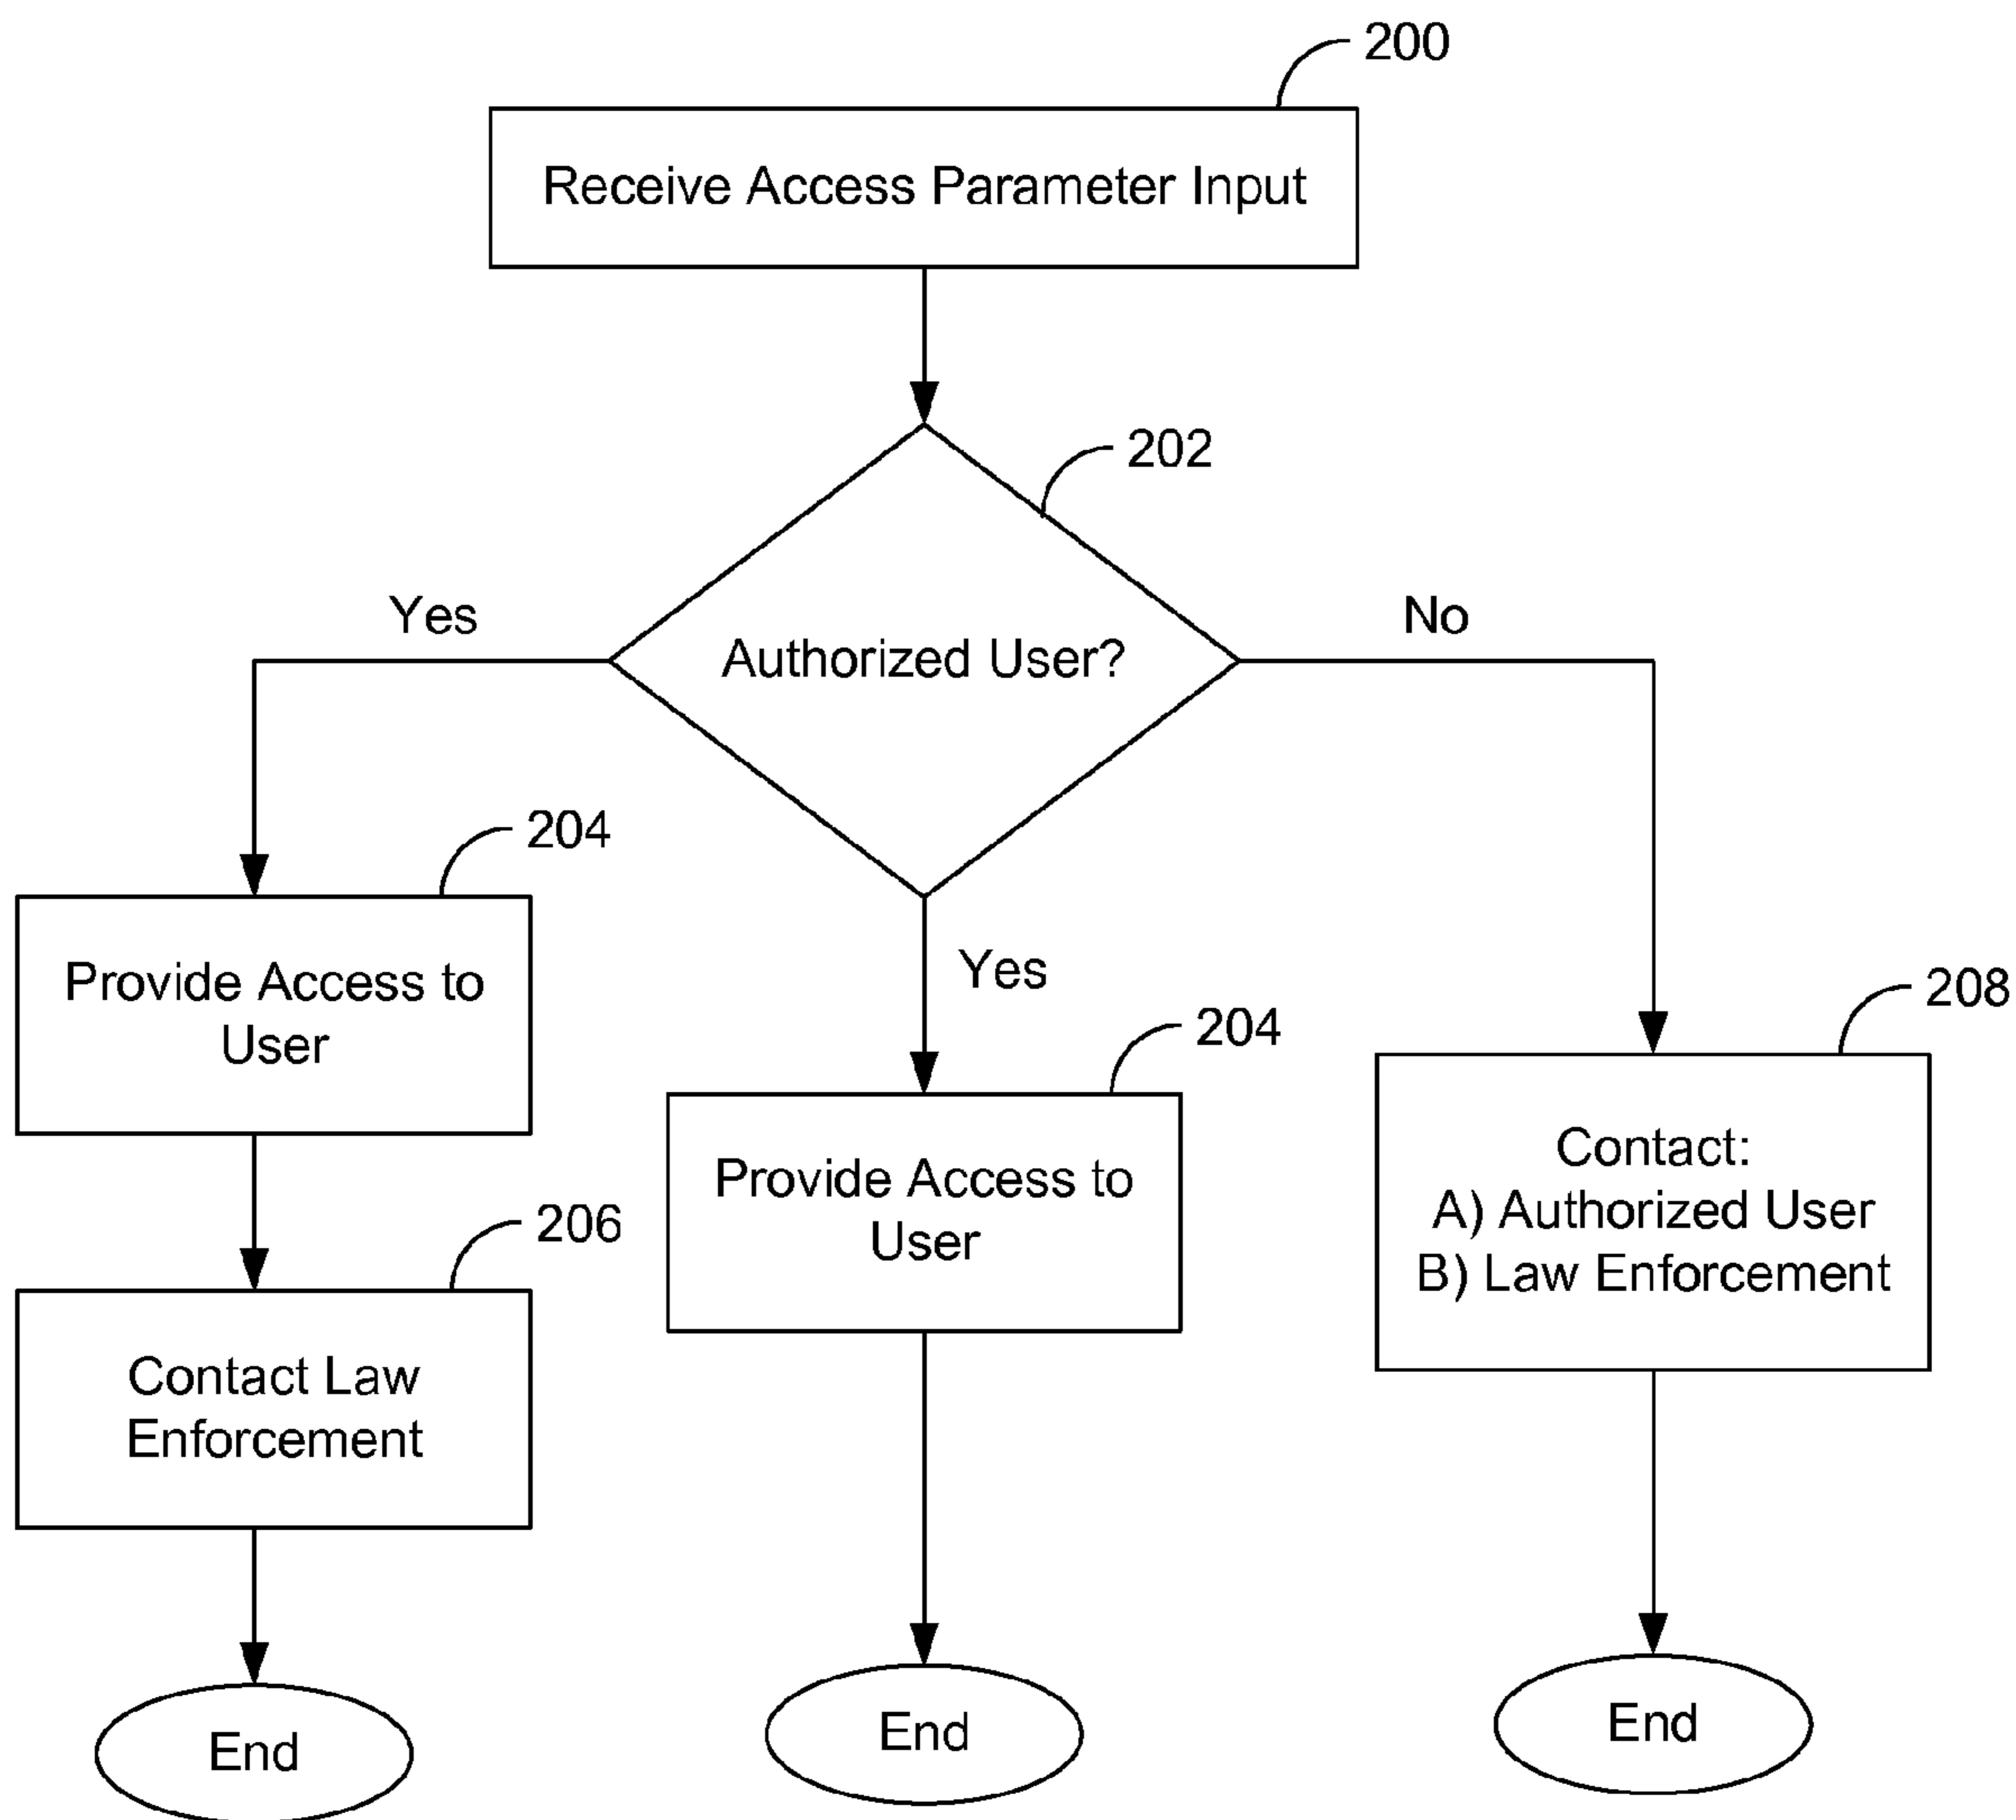 200
Receive Access Parameter Input
202
Yes
No
Authorized User?
204
Provide Access to
User
Yes
204
Provide Access to
User
208
Contact:
A) Authorized User
B) Law Enforcement
206
Contact Law
Enforcement
End
End
End